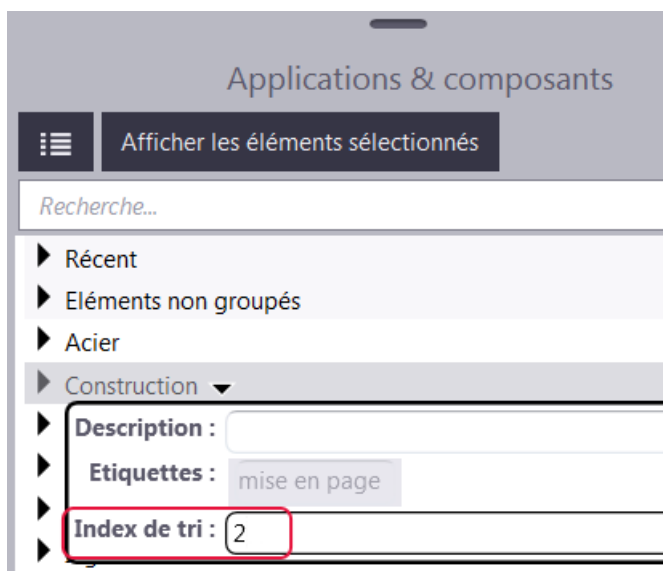 Applications & composants
Afficher les éléments sélectionnés
Recherche...
Récent
Eléments non groupés
Acier
Construction
Description :
Etiquettes : mise en page
Index de tri : 2